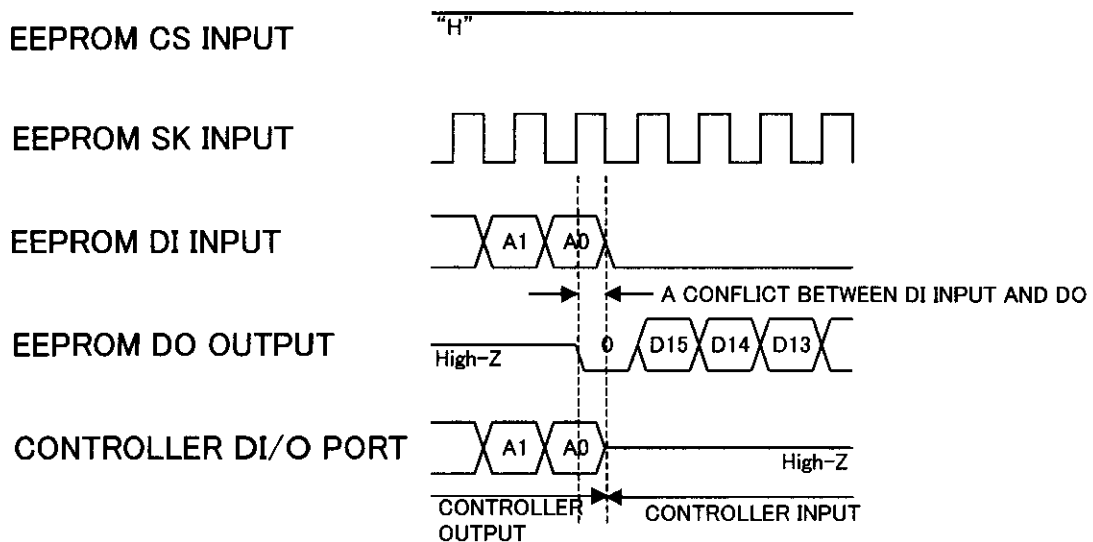 EEPROM CS INPUT
“H”
EEPROM SK INPUT
EEPROM DI INPUT
A1 A0
A CONFLICT BETWEEN DI INPUT AND DO
EEPROM DO OUTPUT
High-Z
0 D15 D14 D13
CONTROLLER DI/O PORT
A1 A0
High-Z
CONTROLLER OUTPUT
CONTROLLER INPUT